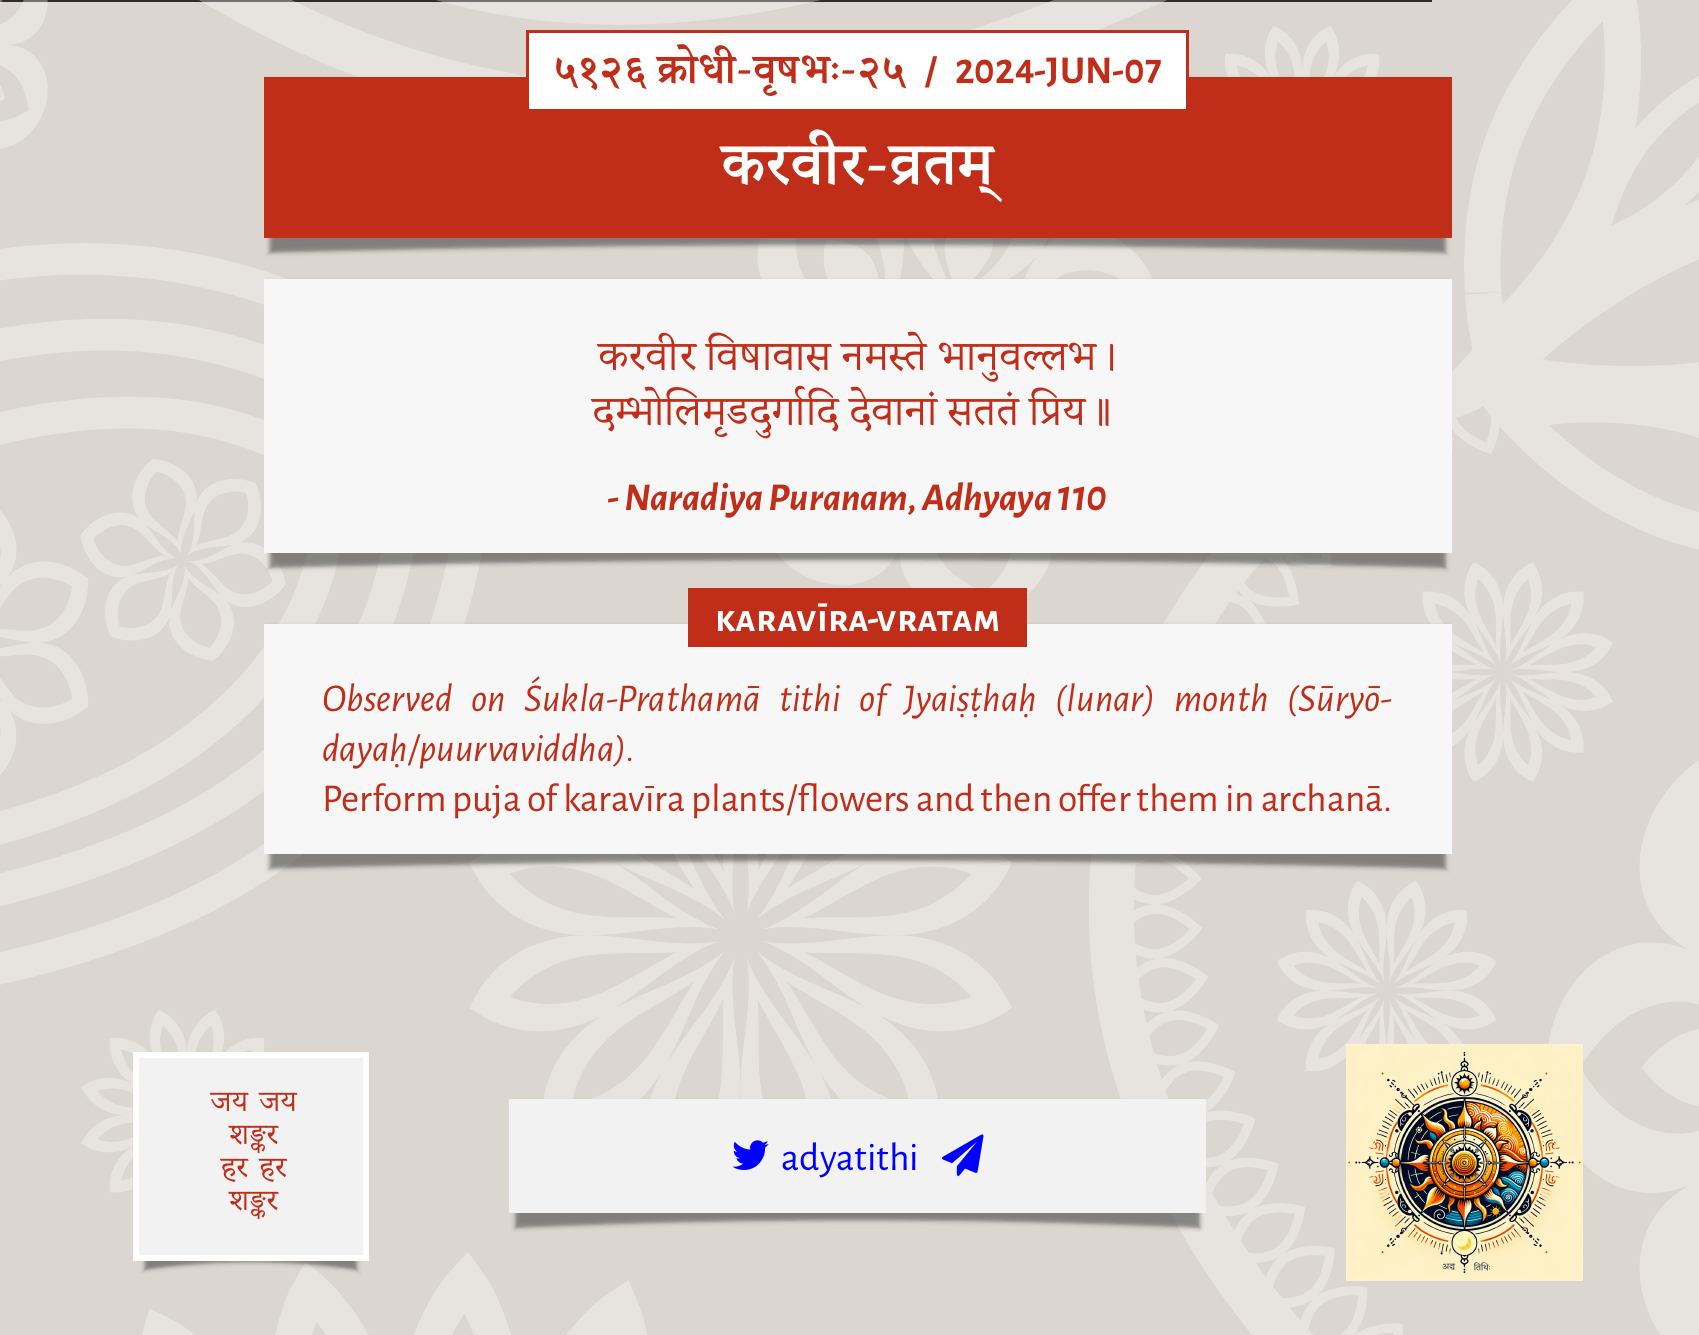 ५१२६ क्रोधी-वृषभः-२५ / 2024-JUN-07
करवीर-व्रतम्
करवीर विषावास नमस्ते भानुवल्लभ।
दम्भोलिमृडदुर्गादि देवानां सततं प्रिय॥
- Naradiya Puranam, Adhyaya 110
KARAVĪRA-VRATAM
Observed on Śukla-Prathamā tithi of Jyaiṣṭhaḥ (lunar) month (Sūryō-
dayaḥ/puurvaviddha).
Perform puja of karavīra plants/flowers and then offer them in archanā.
जय जय
शङ्कर
हर हर
शङ्कर
adyatithi
अद्य तिथिः